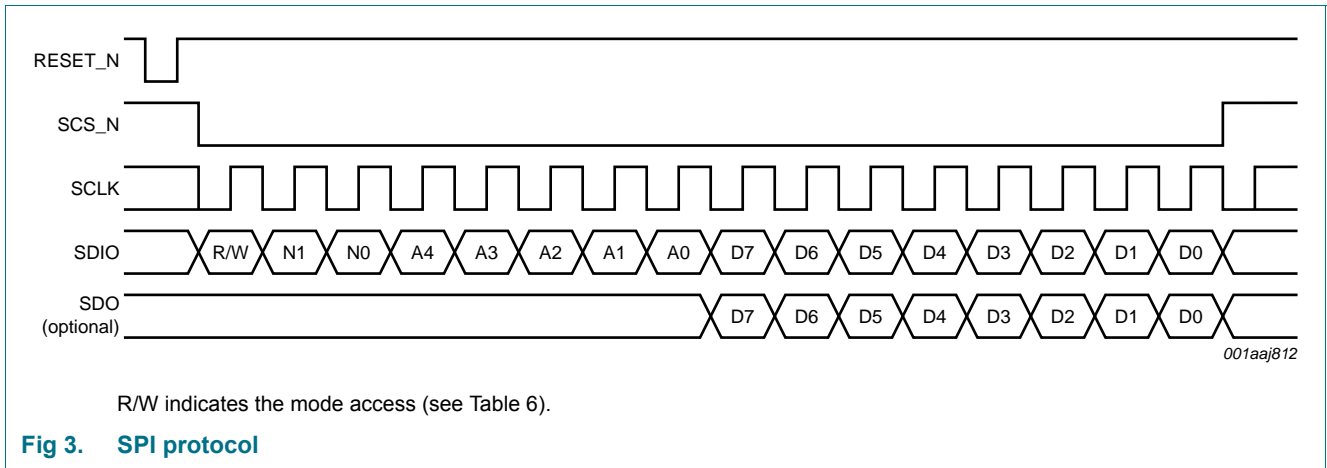 RESET_N
SCS_N
SCLK
SDIO R/W N1 N0 A4 A3 A2 A1 A0 D7 D6 D5 D4 D3 D2 D1 D0
SDO
(optional) D7 D6 D5 D4 D3 D2 D1 D0
001aaj812
R/W indicates the mode access (see Table 6).
Fig 3. SPI protocol